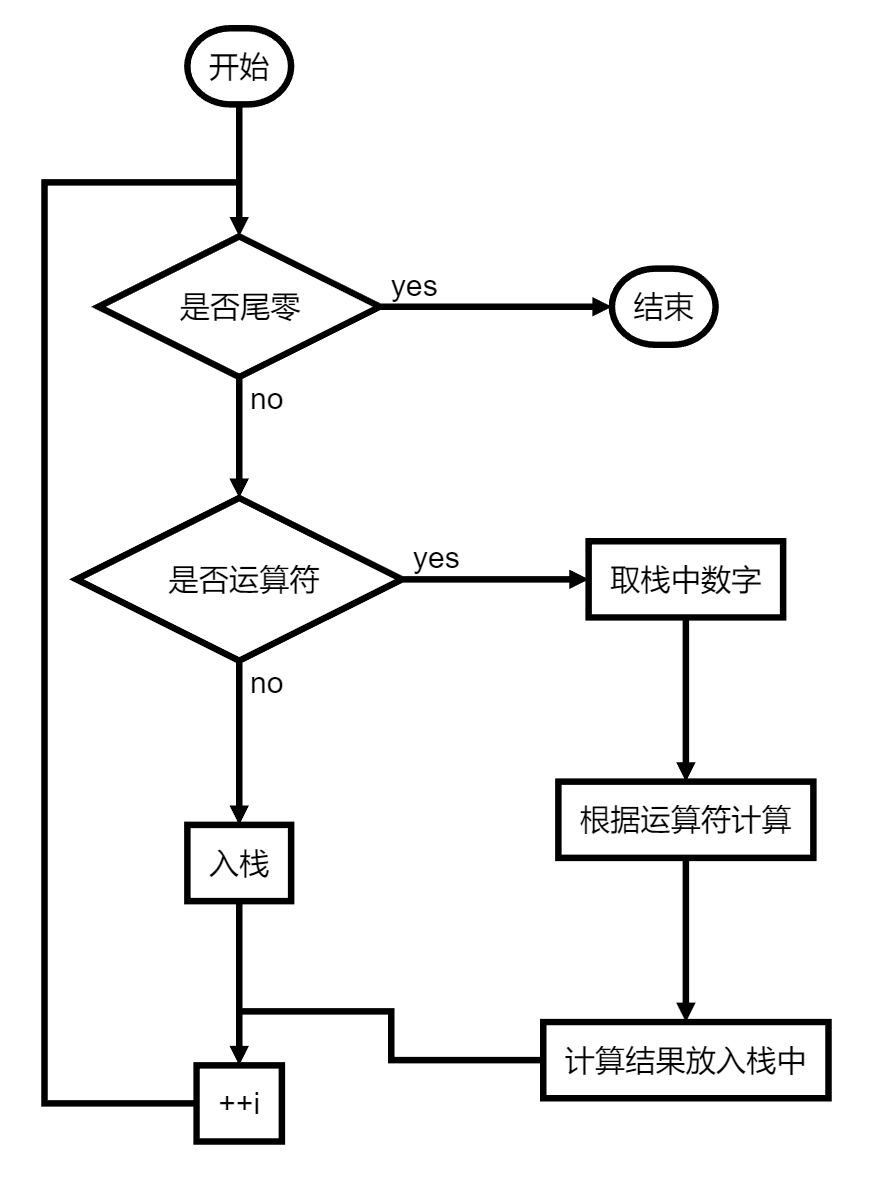 开始
是否尾零
yes
结束
no
是否运算符
yes
取栈中数字
no
根据运算符计算
入栈
计算结果放入栈中
++i